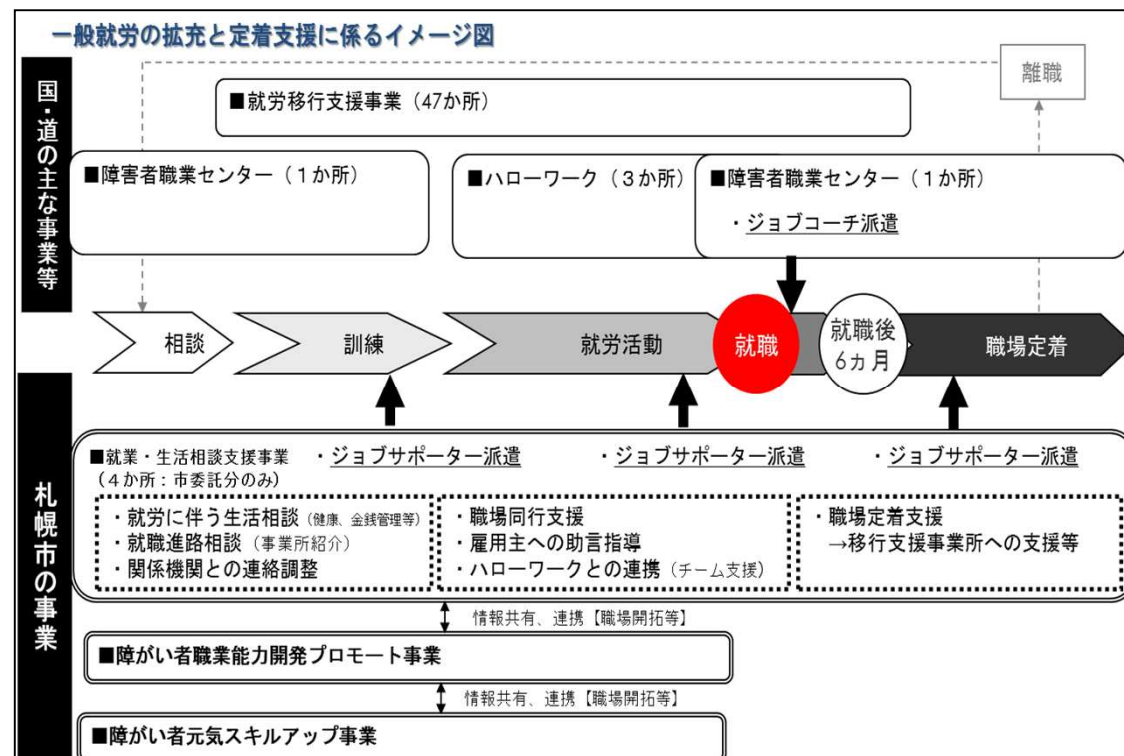 一般就労の拡充と定着支援に係るイメージ図
国・道の主な事業等
離職
■就労移行支援事業（47か所）
■障害者職業センター（１か所）
■ハローワーク（３か所）
■障害者職業センター（１か所）
・ジョブコーチ派遣
相談
訓練
就労活動
就職
就職後
6ヵ月
職場定着
札幌市の事業
■就業・生活相談支援事業
（４か所：市委託分のみ）
・ジョブサポーター派遣
・ジョブサポーター派遣
・ジョブサポーター派遣
・就労に伴う生活相談（健康、金銭管理等）
・就職進路相談（事業所紹介）
・関係機関との連絡調整
・職場同行支援
・雇用主への助言指導
・ハローワークとの連携（チーム支援）
・職場定着支援
→移行支援事業所への支援等
情報共有、連携【職場開拓等】
■障がい者職業能力開発プロモート事業
情報共有、連携【職場開拓等】
■障がい者元気スキルアップ事業